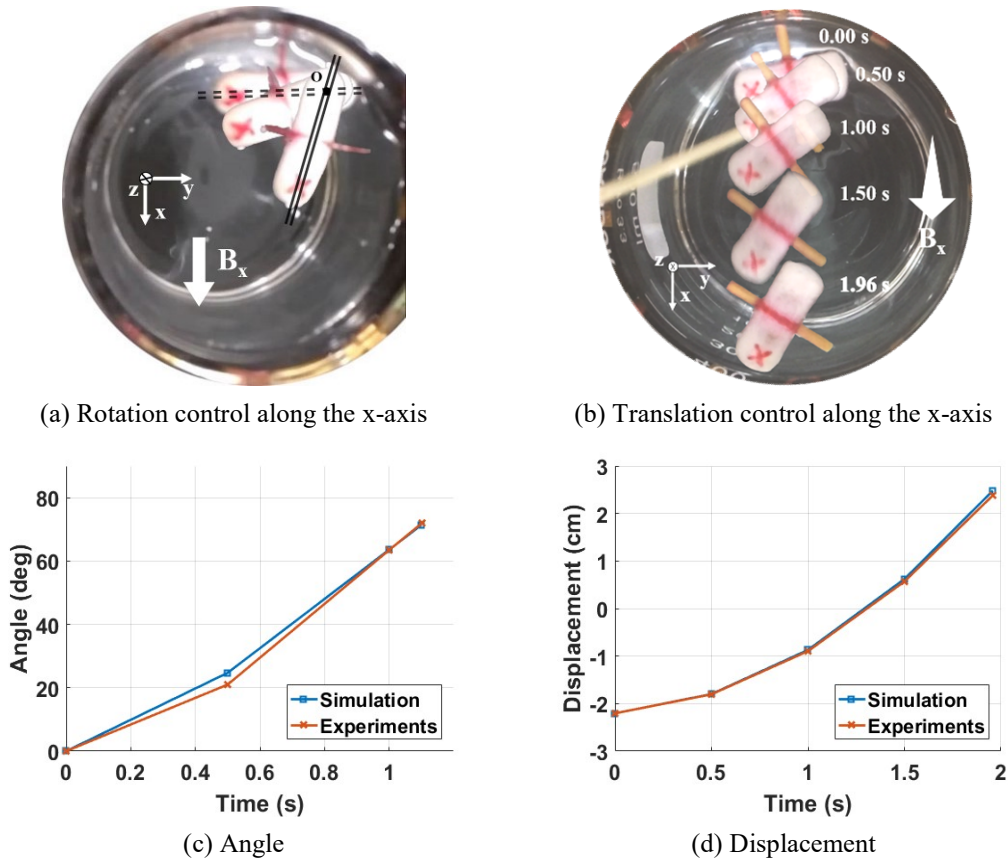 o
z
y
x
Bx
0.00 s
0.50 s
1.00 s
1.50 s
1.96 s
Bx
z
y
x
(a) Rotation control along the x-axis
(b) Translation control along the x-axis
80
60
40
20
0
0 0.2 0.4 0.6 0.8 1
Angle (deg)
Time (s)
Simulation
Experiments
3
2
1
0
-1
-2
-3
0 0.5 1 1.5 2
Displacement (cm)
Time (s)
Simulation
Experiments
(c) Angle
(d) Displacement